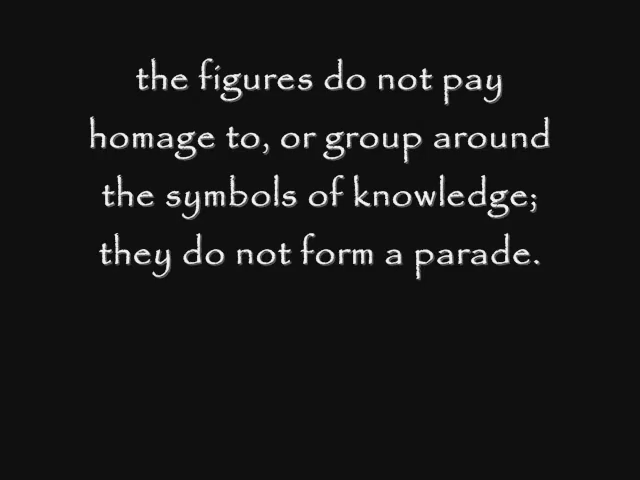 the figures do not pay
homage to, or group around
the symbols of knowledge;
they do not form a parade.